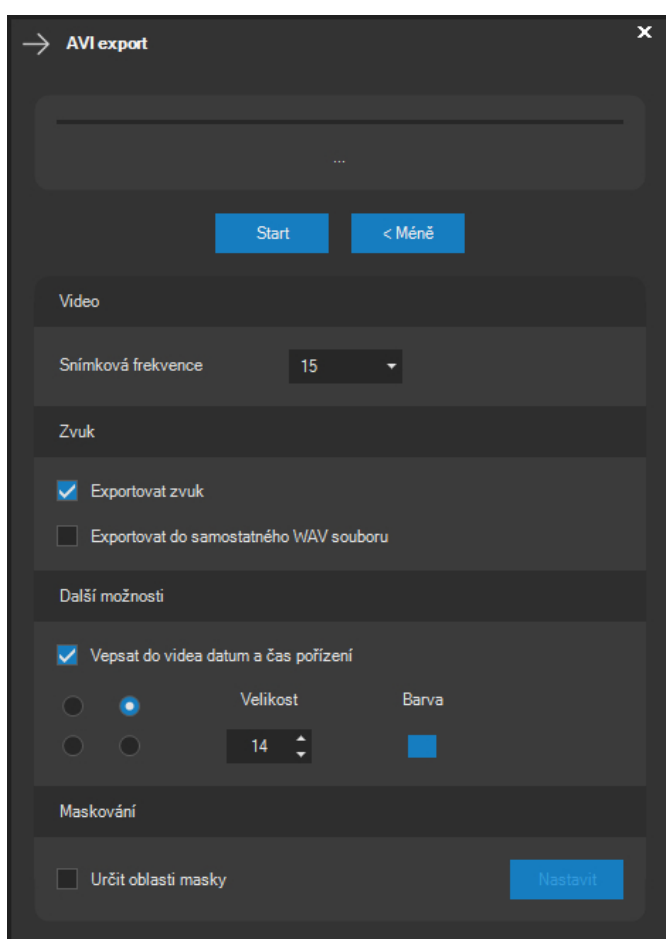 AVI export
x
...
Start
< Méně
Video
Snímková frekvence 15
Zvuk
Exportovat zvuk
Exportovat do samostatného WAV souboru
Další možnosti
Vepsat do videa datum a čas pořízení
Velikost Barva
14
Maskování
Určit oblasti masky Nastavit